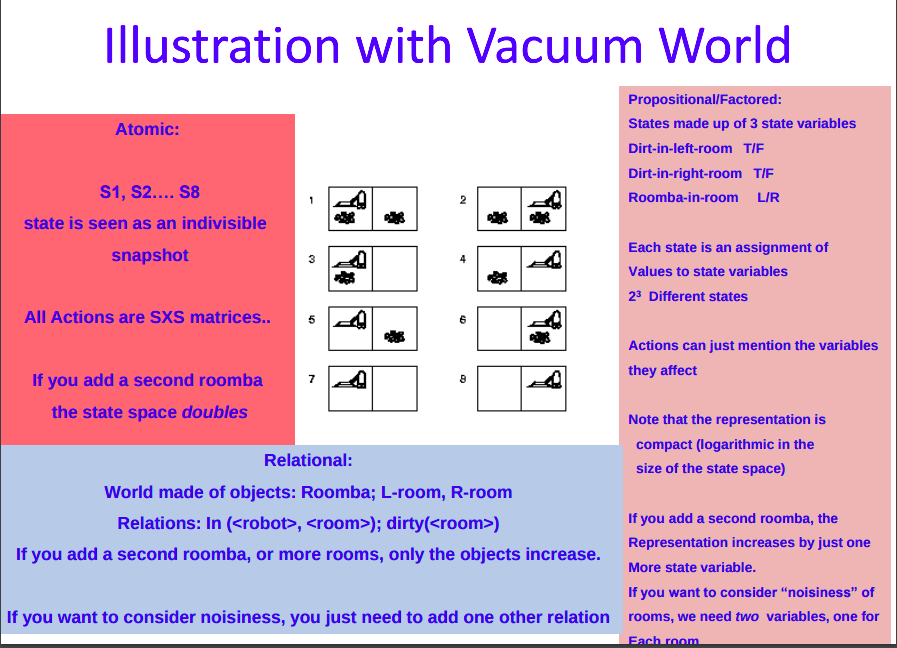 Illustration with Vacuum World
Atomic:
S1, S2…. S8
state is seen as an indivisible
snapshot
All Actions are SXS matrices..
If you add a second roomba
the state space doubles
1
2
3
4
5
6
7
8
Propositional/Factored:
States made up of 3 state variables
Dirt-in-left-room T/F
Dirt-in-right-room T/F
Roomba-in-room L/R
Each state is an assignment of
Values to state variables
2³ Different states
Actions can just mention the variables
they affect
Note that the representation is
compact (logarithmic in the
size of the state space)
If you add a second roomba, the
Representation increases by just one
More state variable.
If you want to consider “noisiness” of
rooms, we need two variables, one for
Each room
Relational:
World made of objects: Roomba; L-room, R-room
Relations: In (<robot>, <room>); dirty(<room>)
If you add a second roomba, or more rooms, only the objects increase.
If you want to consider noisiness, you just need to add one other relation